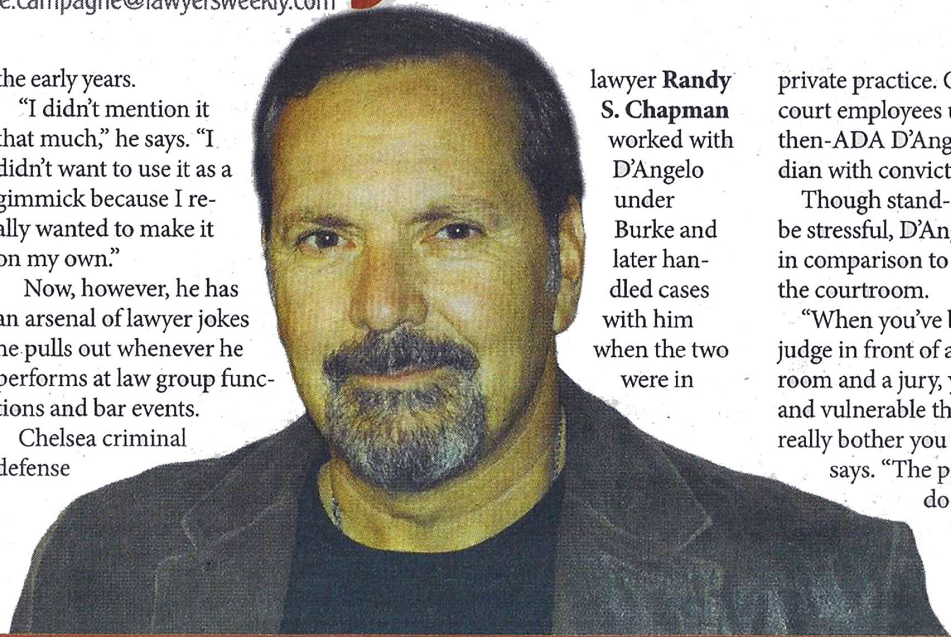 e.campagne@lawyersweekly.com
the early years.
“I didn’t mention it
that much,” he says. “I
didn’t want to use it as a
gimmick because I re-
ally wanted to make it
on my own.”
Now, however, he has
an arsenal of lawyer jokes
he pulls out whenever he
performs at law group func-
tions and bar events.
Chelsea criminal
defense
lawyer Randy
S. Chapman
worked with
D’Angelo
under
Burke and
later han-
dled cases
with him
when the two
were in
private practice.
court employees
then-ADA D’Ang
dian with convict
Though stand-
be stressful, D’An
in comparison to
the courtroom.
“When you’ve
judge in front of a
room and a jury,
and vulnerable th
really bother you
says. “The p
do